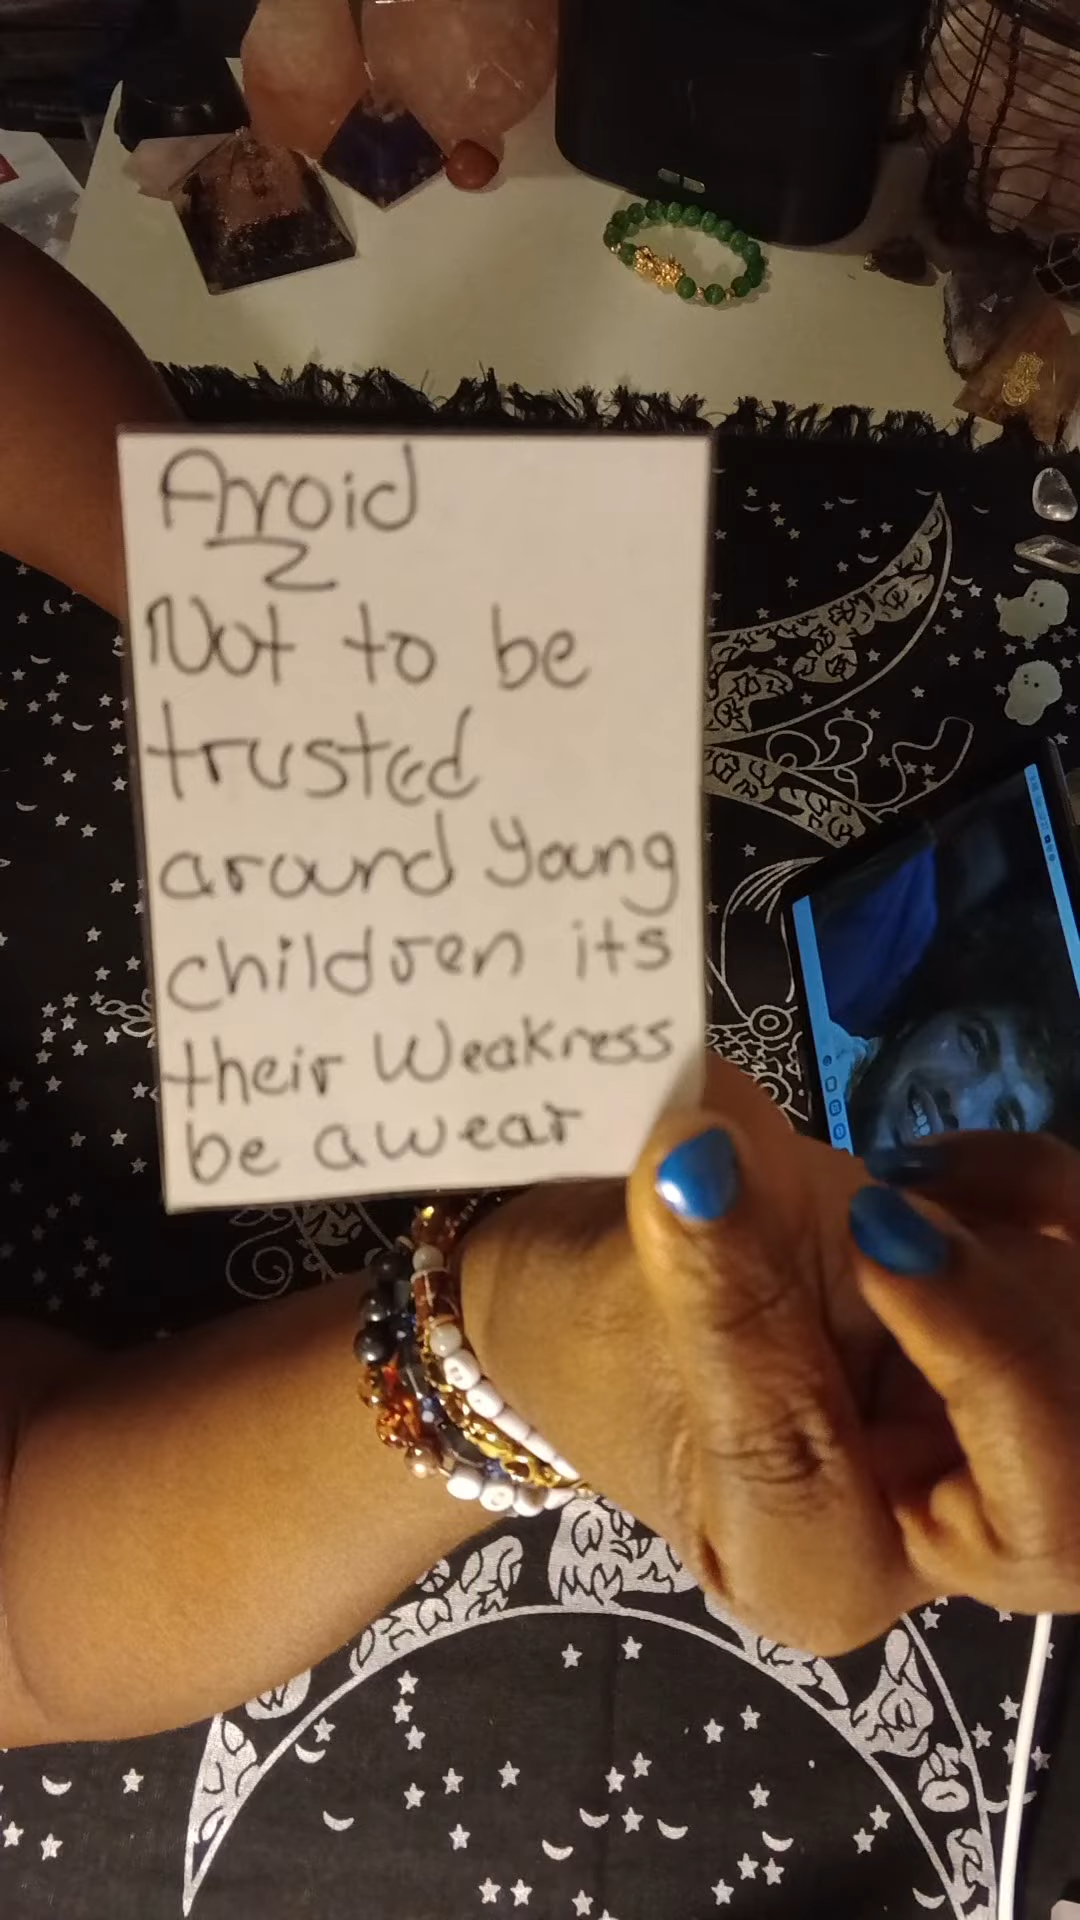 Avoid
Not to be
trusted
around Young
children its
their Weakness
be awear